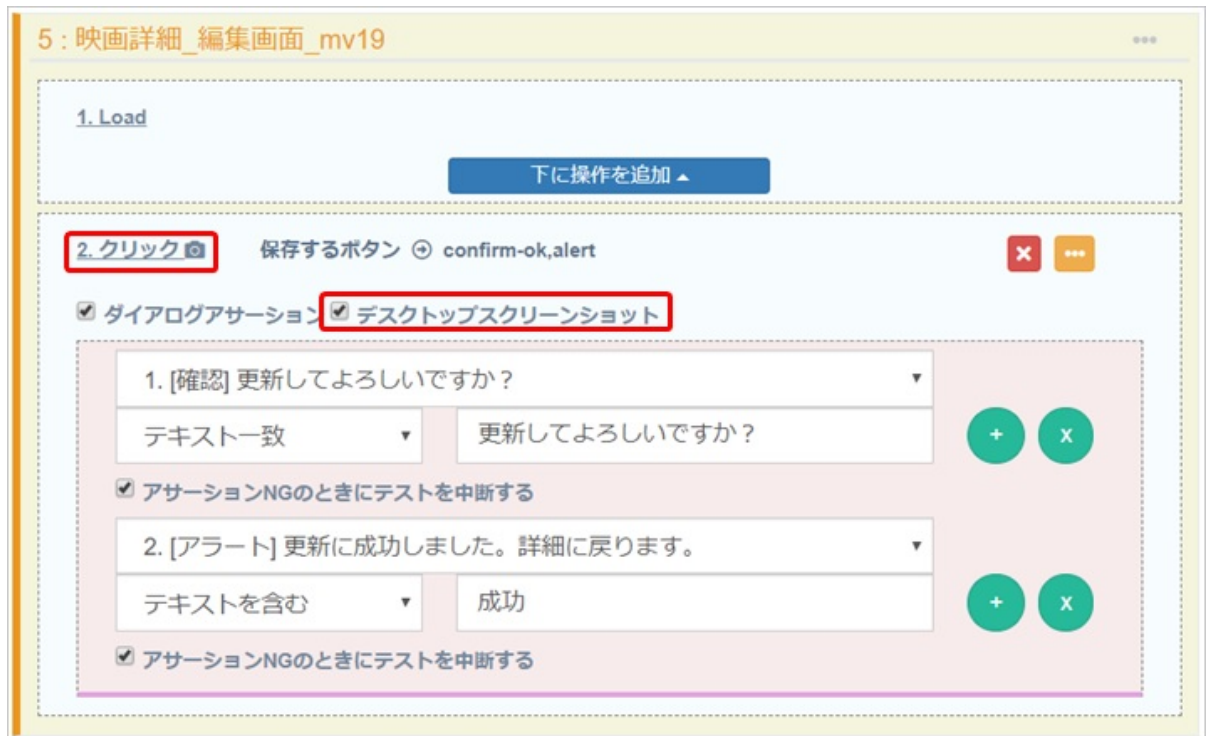 5 : 映画詳細_編集画面_mv19
1. Load
下に操作を追加
2. クリック 保存するボタン confirm-ok,alert
ダイアログアサーション デスクトップスクリーンショット
1. [確認] 更新してよろしいですか？
テキスト一致 更新してよろしいですか？ + x
アサーションNGのときにテストを中断する
2. [アラート] 更新に成功しました。詳細に戻ります。
テキストを含む 成功 + x
アサーションNGのときにテストを中断する